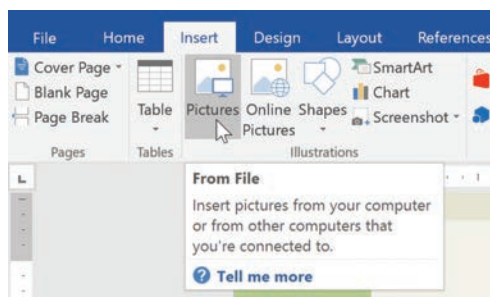 File Home Insert Design Layout References
Cover Page
Blank Page
Page Break
Table
Pictures
Online
Pictures
Shapes
SmartArt
Chart
Screenshot
Pages Tables Illustrations
L
1
From File
Insert pictures from your computer
or from other computers that
you're connected to.
? Tell me more